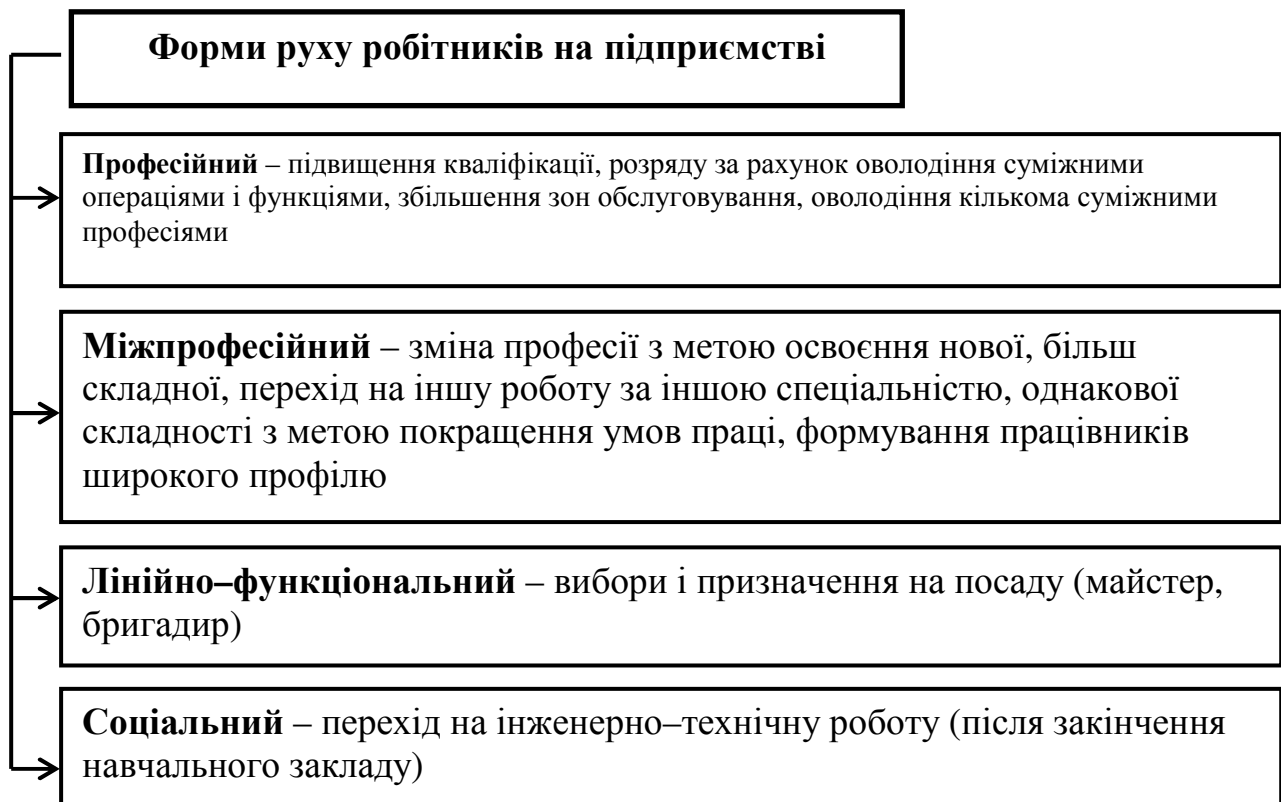 Форми руху робітників на підприємстві
Професійний – підвищення кваліфікації, розряду за рахунок оволодіння суміжними
операціями і функціями, збільшення зон обслуговування, оволодіння кількома суміжними
професіями
Міжпрофесійний – зміна професії з метою освоєння нової, більш
складної, перехід на іншу роботу за іншою спеціальністю, однакової
складності з метою покращення умов праці, формування працівників
широкого профілю
Лінійно–функціональний – вибори і призначення на посаду (майстер,
бригадир)
Соціальний – перехід на інженерно–технічну роботу (після закінчення
навчального закладу)